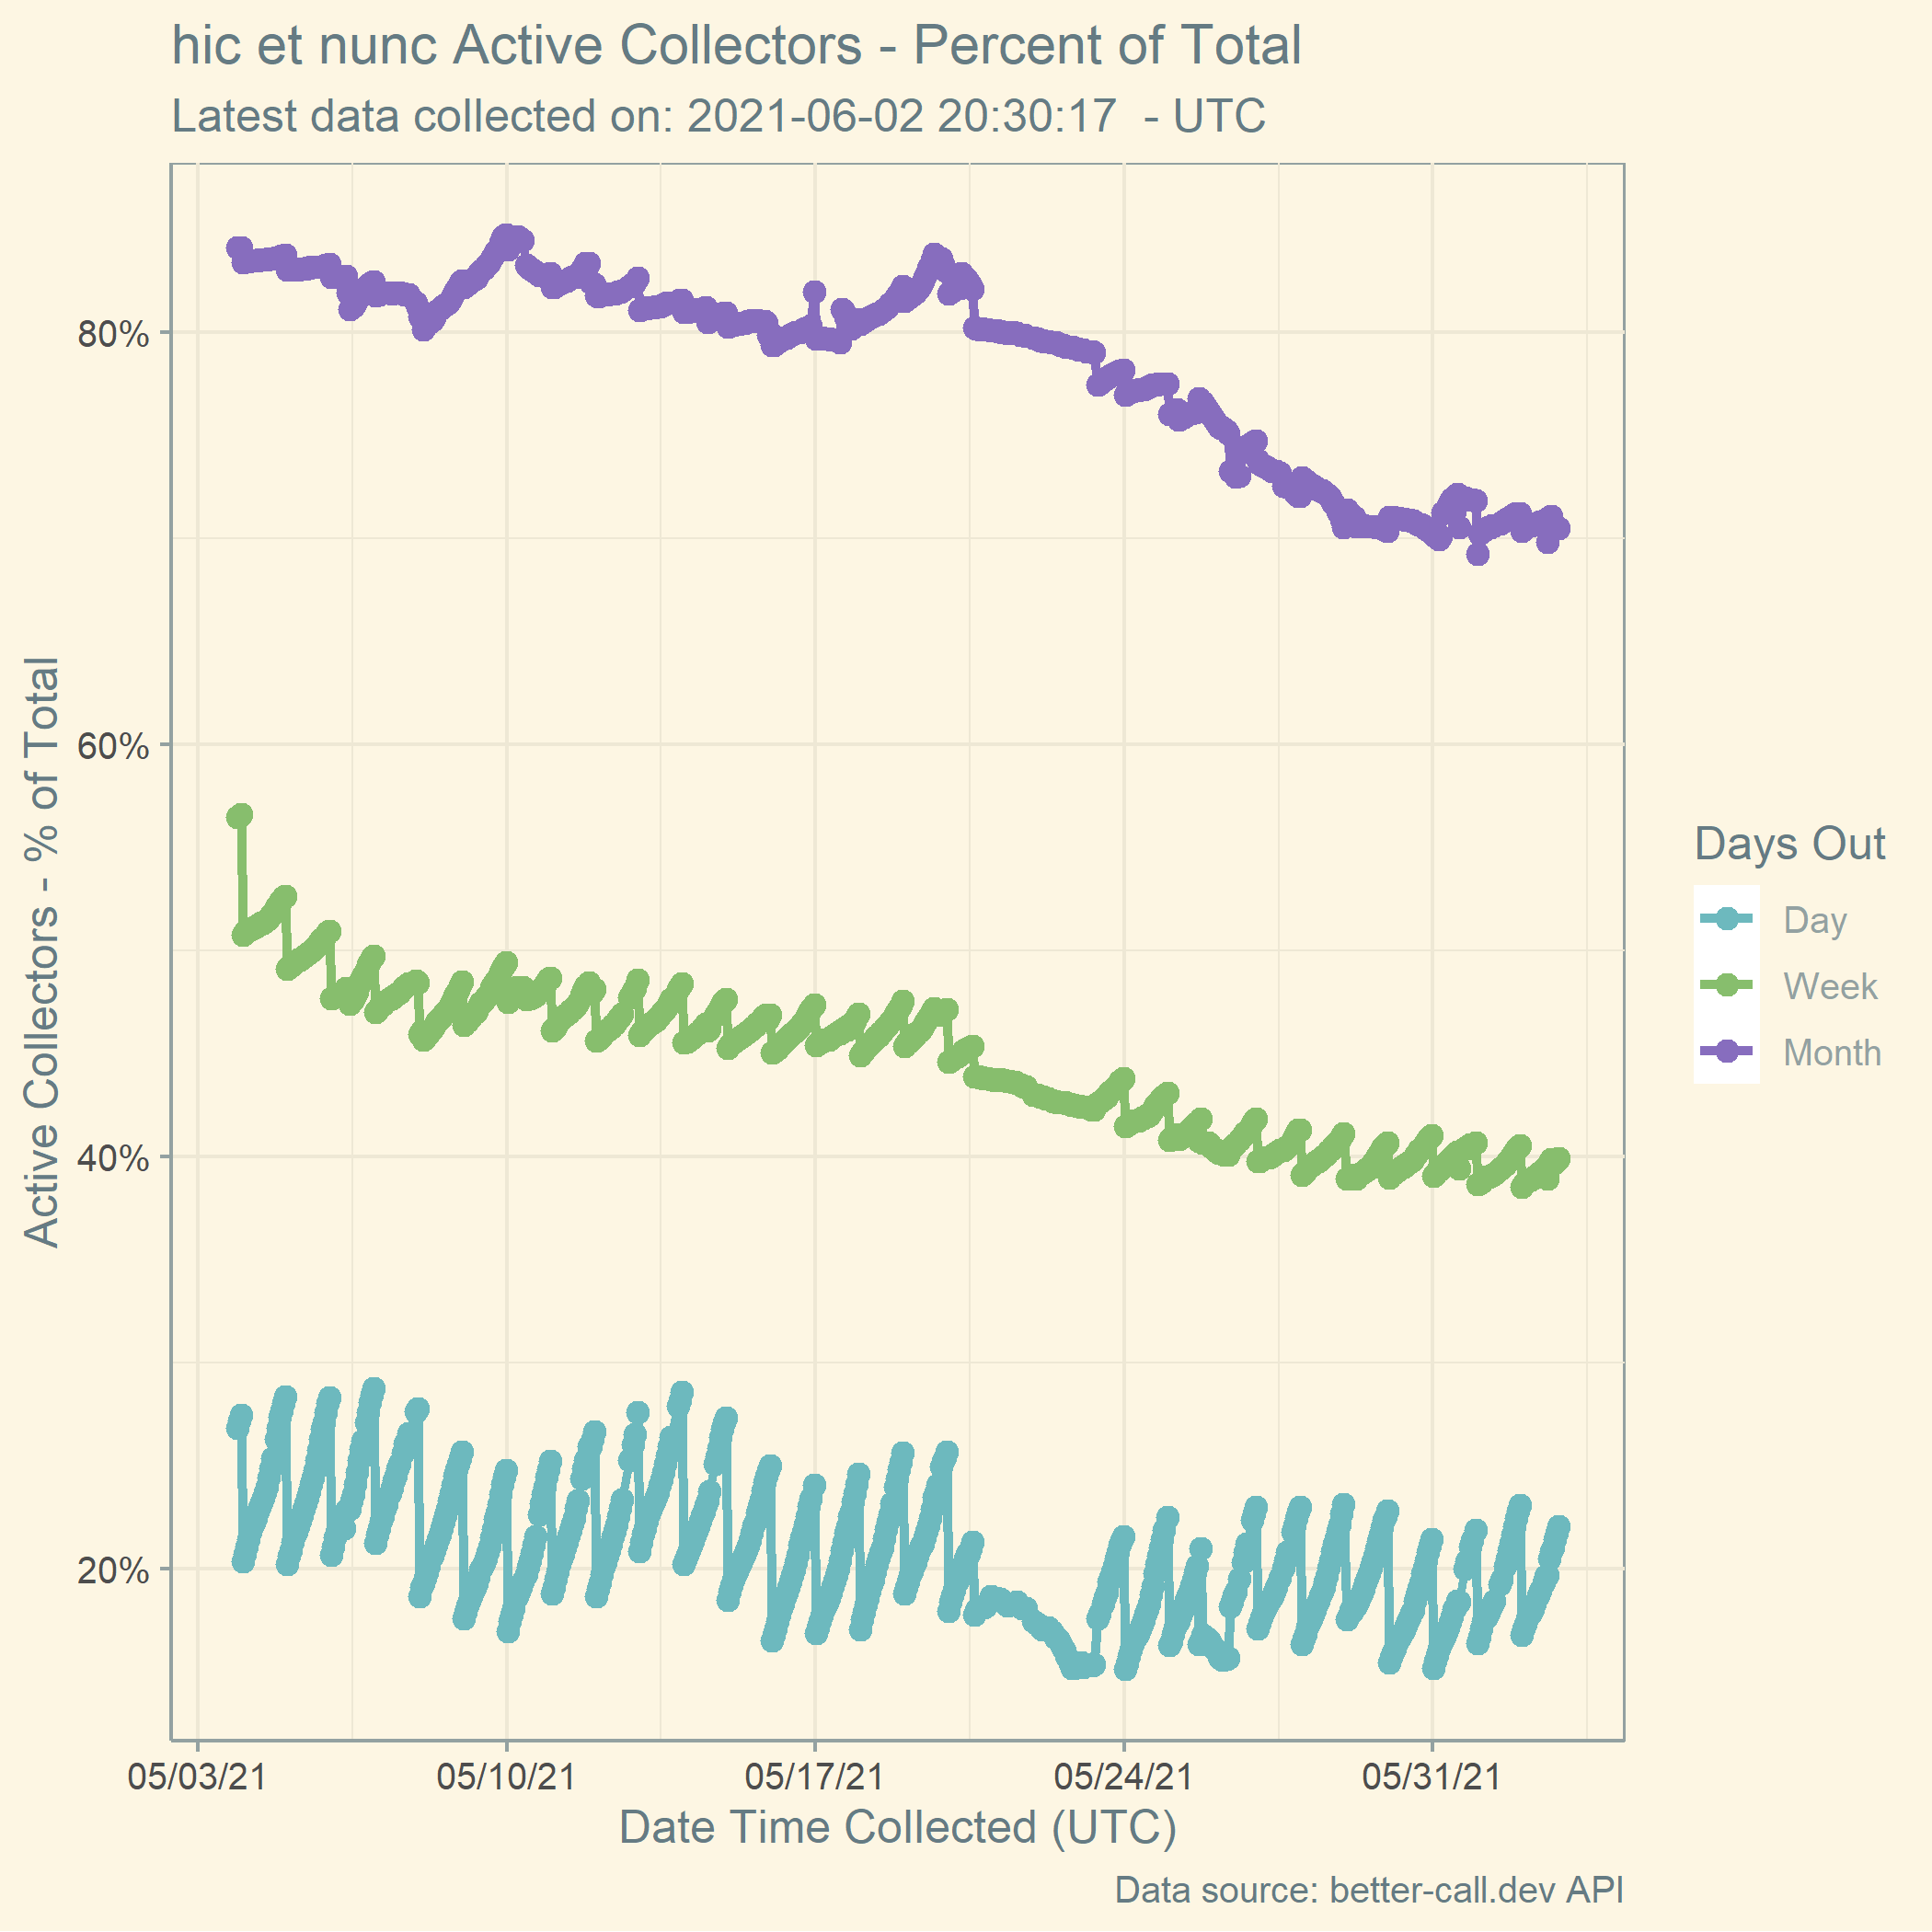 hic et nunc Active Collectors - Percent of Total
Latest data collected on: 2021-06-02 20:30:17  - UTC
Active Collectors - % of Total
80%
60%
40%
20%
05/03/21
05/10/21
05/17/21
05/24/21
05/31/21
Date Time Collected (UTC)
Days Out
Day
Week
Month
Data source: better-call.dev API